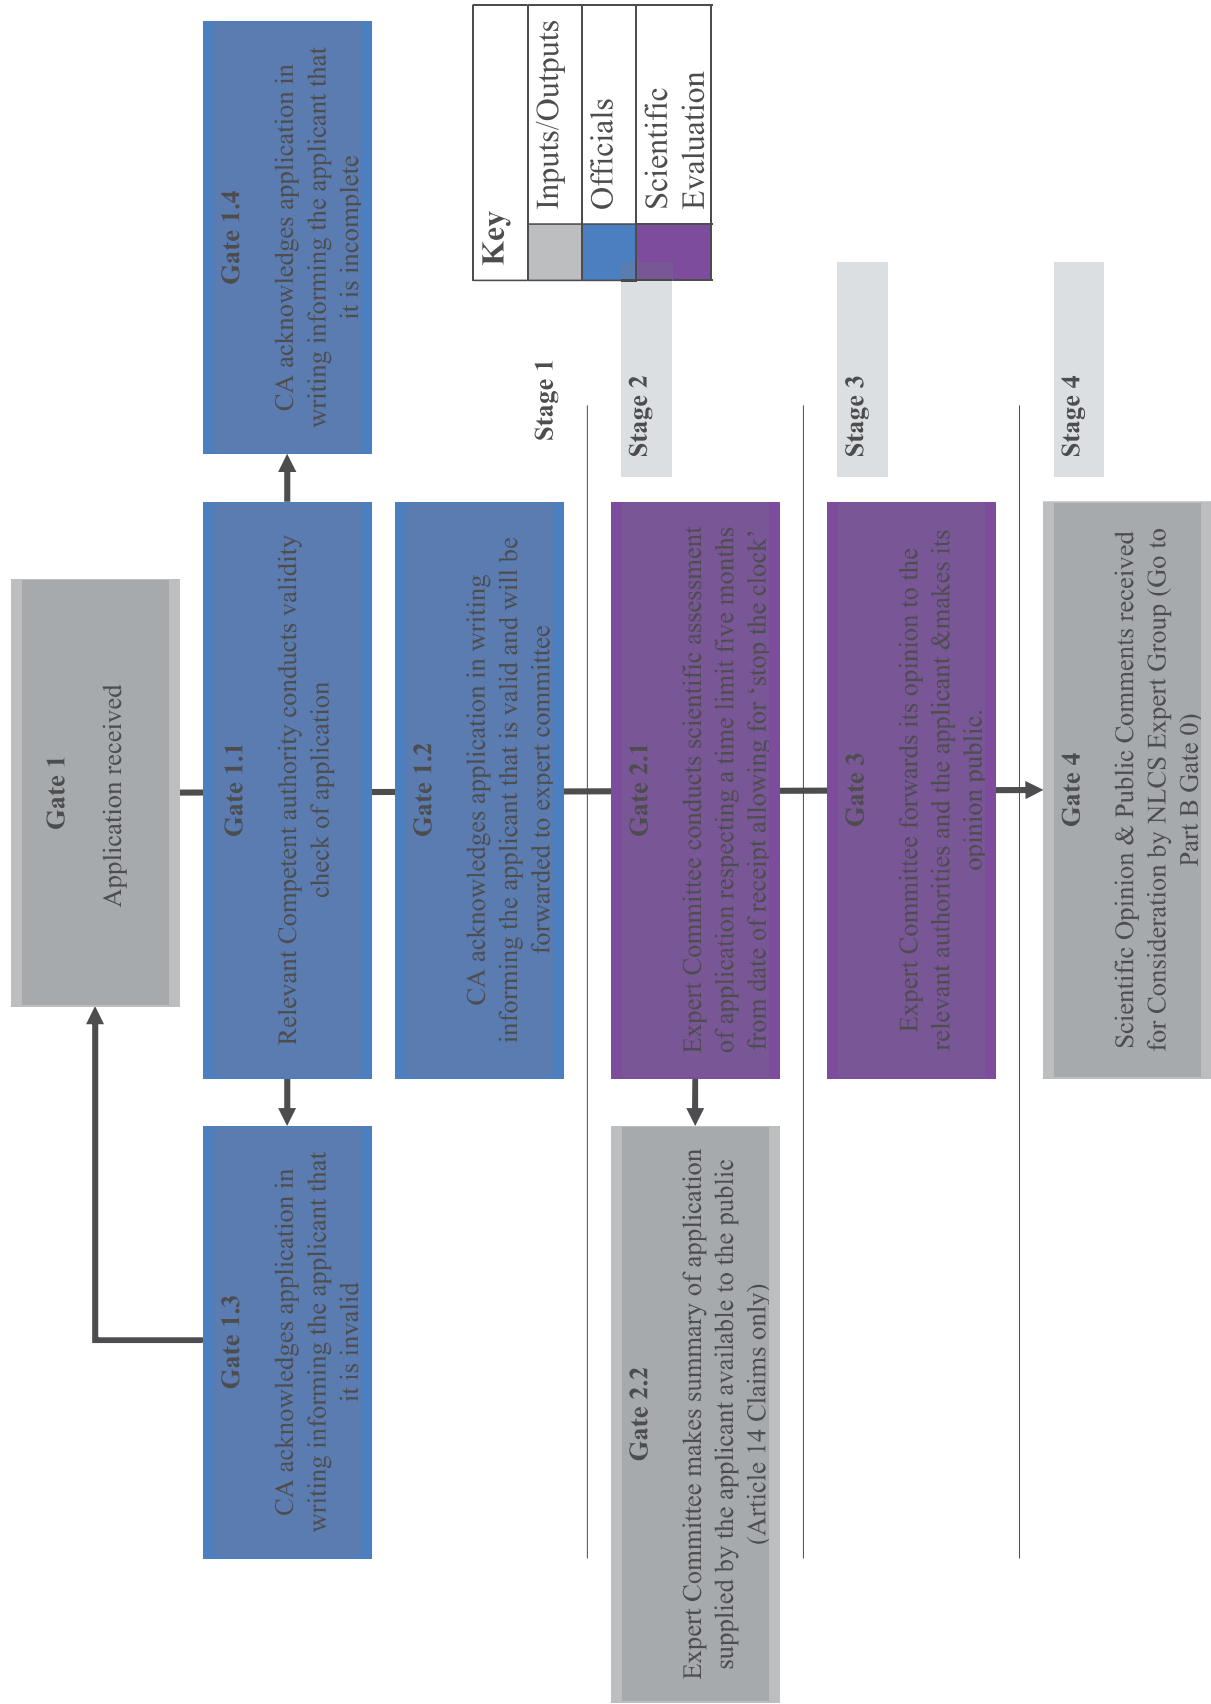 Gate 1
Application received
Gate 1.3
CA acknowledges application in
writing informing the applicant that
it is invalid
Gate 1.1
Relevant Competent authority conducts validity
check of application
Gate 1.4
CA acknowledges application in
writing informing the applicant that
it is incomplete
Gate 1.2
CA acknowledges application in writing
informing the applicant that is valid and will be
forwarded to expert committee
Key
Inputs/Outputs
Officials
Scientific
Evaluation
Stage 1
Stage 2
Gate 2.2
Expert Committee makes summary of application
supplied by the applicant available to the public
(Article 14 Claims only)
Gate 2.1
Expert Committee conducts scientific assessment
of application respecting a time limit five months
from date of receipt allowing for ‘stop the clock’
Stage 3
Gate 3
Expert Committee forwards its opinion to the
relevant authorities and the applicant &makes its
opinion public.
Stage 4
Gate 4
Scientific Opinion & Public Comments received
for Consideration by NLCS Expert Group (Go to
Part B Gate 0)